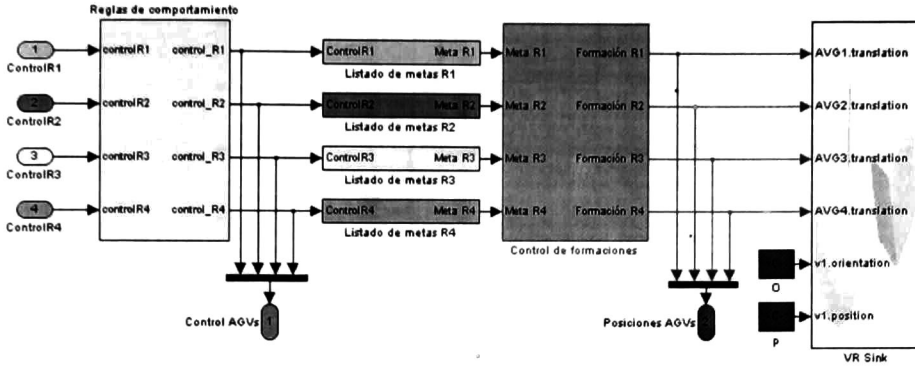 Reglas de comportamiento
1
ControlR1
2
ControlR2
3
ControlR3
4
ControlR4
controlR1 control_R1
controlR2 control_R2
controlR3 control_R3
controlR4 control_R4
Control AGVs 1
ControlR1 Meta R1
Listado de metas R1
ControlR2 Meta R2
Listado de metas R2
ControlR3 Meta R3
Listado de metas R3
ControlR4 Meta R4
Listado de metas R4
Meta R1 Formación R1
Meta R2 Formación R2
Meta R3 Formación R3
Meta R4 Formación R4
Control de formaciones
Posiciones AGVs 2
O
P
AVG1.translation
AVG2.translation
AVG3.translation
AVG4.translation
v1.orientation
v1.position
VR Sink